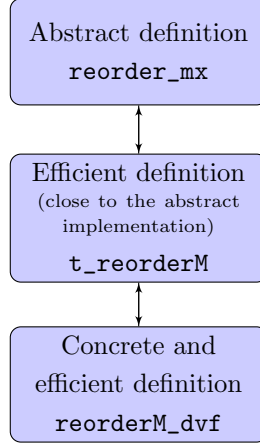 Abstract definition
reorder_mx
Efficient definition
(close to the abstract
implementation)
t_reorderM
Concrete and
efficient definition
reorderM_dvf